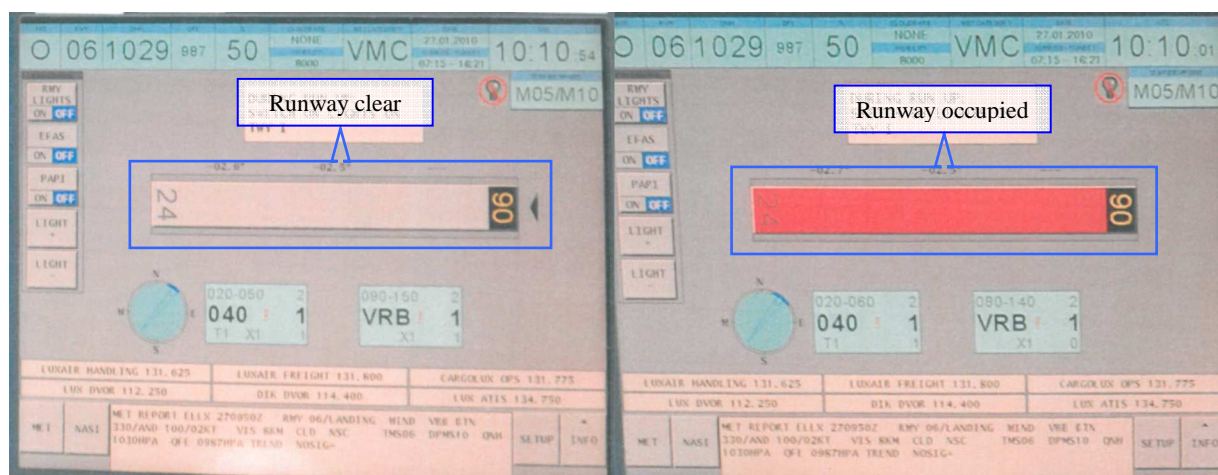 O 06 1029 987 50 NONE VMC 27.01.2010 10:10:54
8000 07:15 - 16:21
RWY
LIGHTS
ON OFF
M05/M10
Runway clear
TWY 1
EFAS
ON OFF
PAPI
ON OFF
-02.5°
24 06
LIGHT
+
LIGHT
-
N
W E
S
020-050 2
040 ! 1
T1 X1 1
090-150 2
VRB ! 1
X1 1
LUXAIR HANDLING 131.625 LUXAIR FREIGHT 131.800 CARGOLUX OPS 131.775
LUX DVOR 112.250 DIK DVOR 114.400 LUX ATIS 134.750
MET NASI
MET REPORT ELLX 270950Z RWY 06/LANDING WIND VRB BTN
330/AND 100/02KT VIS 8KM CLD NSC TMS06 DPMS10 QNH
1030HPA QFE 0987HPA TREND NOSIG=
SETUP INFO
O 06 1029 987 50 NONE VMC 27.01.2010 10:10:01
8000 07:15 - 16:21
RWY
LIGHTS
ON OFF
M05/M10
Runway occupied
EFAS
ON OFF
PAPI
ON OFF
24 06
LIGHT
+
LIGHT
-
N
W E
S
020-060 2
040 ! 1
T1 1
080-140 2
VRB ! 1
X1 0
LUXAIR HANDLING 131.625 LUXAIR FREIGHT 131.800 CARGOLUX OPS 131.775
LUX DVOR 112.250 DIK DVOR 114.400 LUX ATIS 134.750
MET NASI
MET REPORT ELLX 270950Z RWY 06/LANDING WIND VRB BTN
330/AND 100/02KT VIS 8KM CLD NSC TMS06 DPMS10 QNH
1030HPA QFE 0987HPA TREND NOSIG=
SETUP INFO